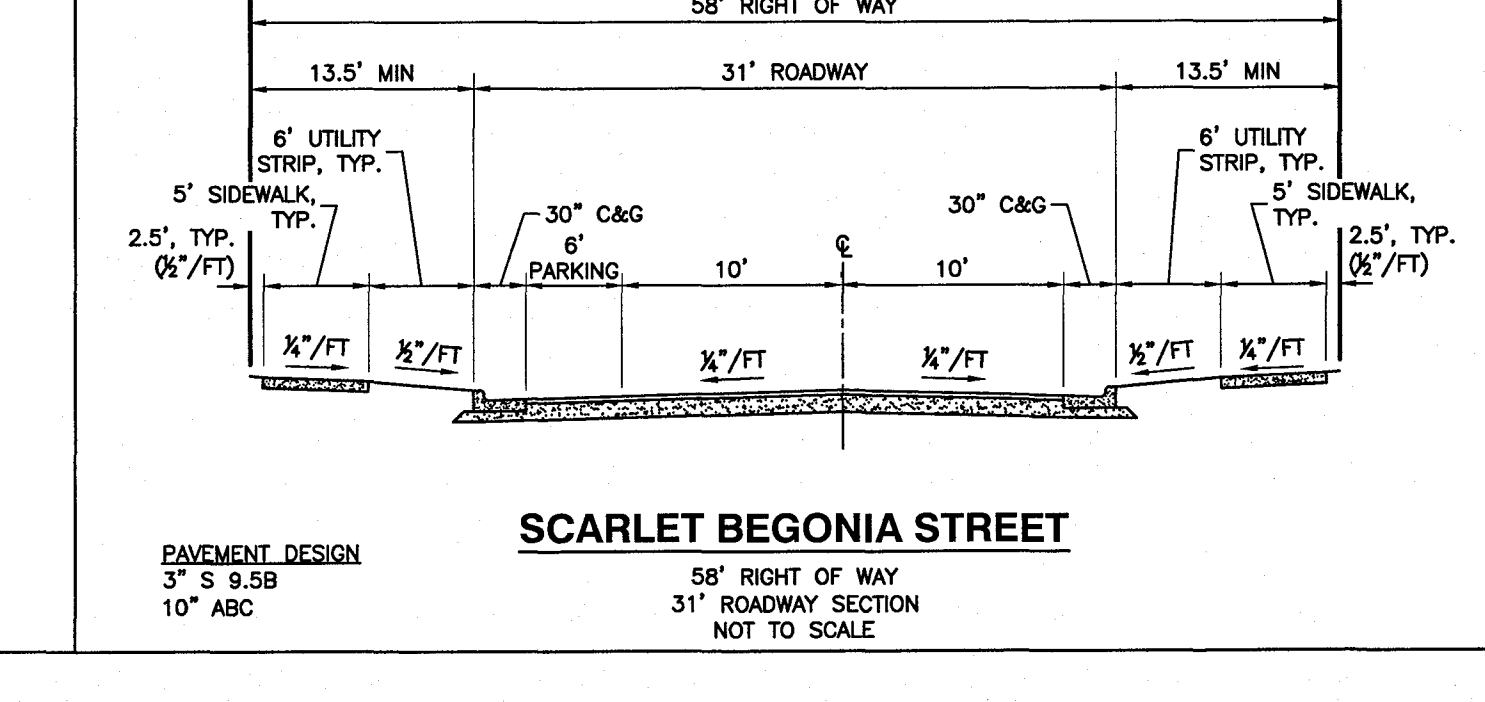 58' RIGHT OF WAY
13.5' MIN
31' ROADWAY
13.5' MIN
6' UTILITY
STRIP, TYP.
6' UTILITY
STRIP, TYP.
5' SIDEWALK,
TYP.
5' SIDEWALK,
TYP.
30" C&G
30" C&G
2.5', TYP.
(½"/FT)
6'
PARKING
10'
℄
10'
2.5', TYP.
(½"/FT)
¼"/FT
½"/FT
¼"/FT
¼"/FT
½"/FT
¼"/FT
SCARLET BEGONIA STREET
58' RIGHT OF WAY
31' ROADWAY SECTION
NOT TO SCALE
PAVEMENT DESIGN
3" S 9.5B
10" ABC